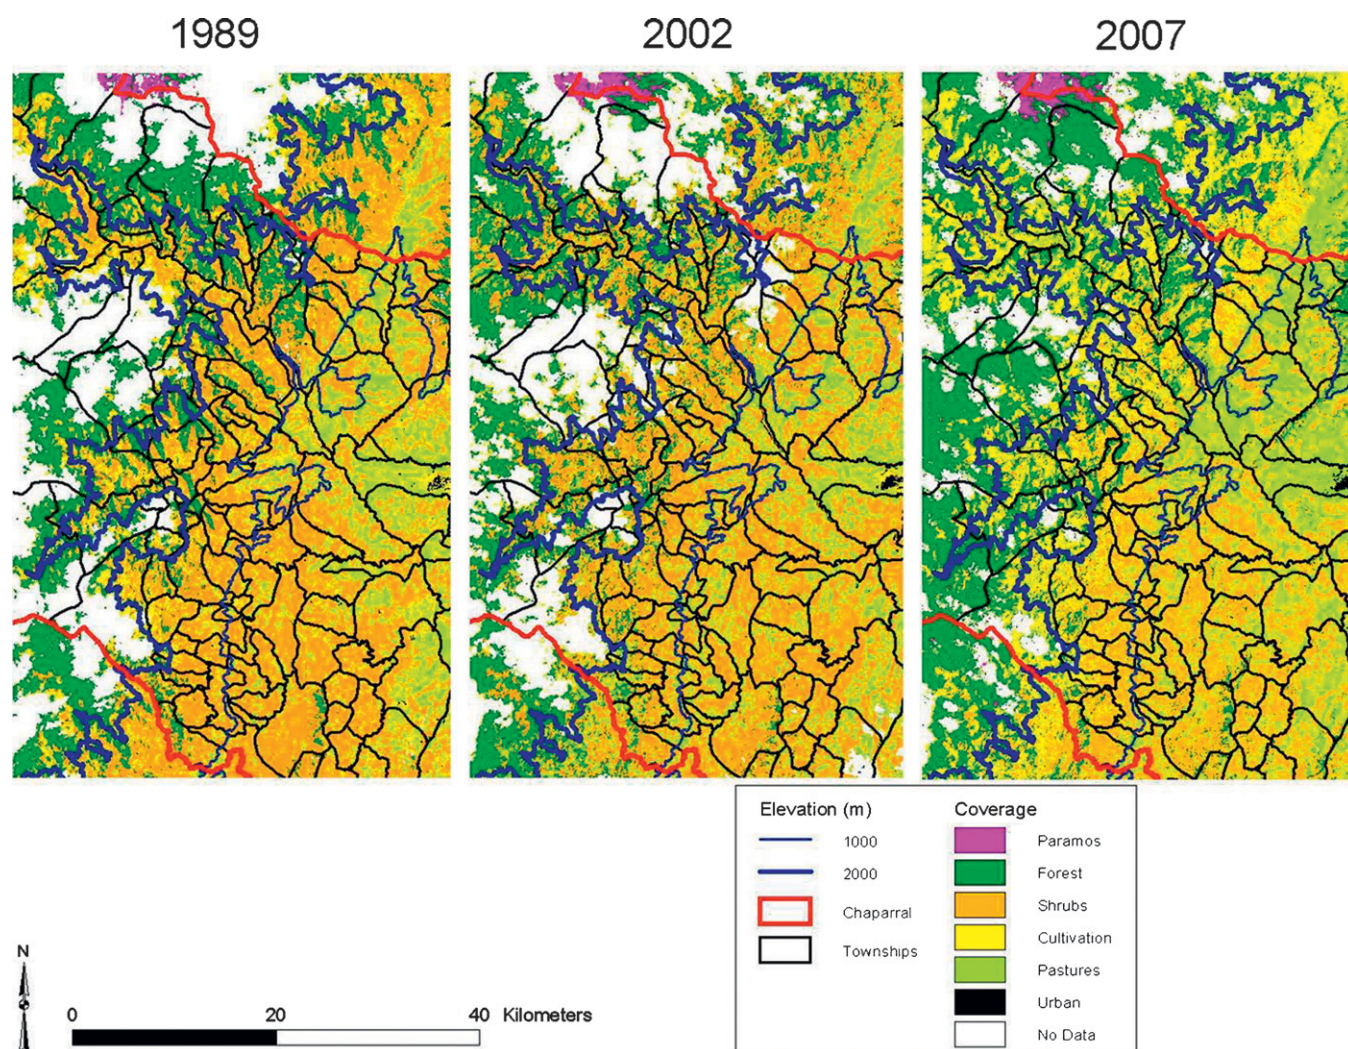 1989 2002 2007
Elevation (m)
1000
2000
Chaparral
Townships
Coverage
Paramos
Forest
Shrubs
Cultivation
Pastures
Urban
No Data
N
0 20 40 Kilometers